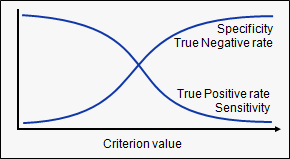 Specificity
True Negative rate
True Positive rate
Sensitivity
Criterion value